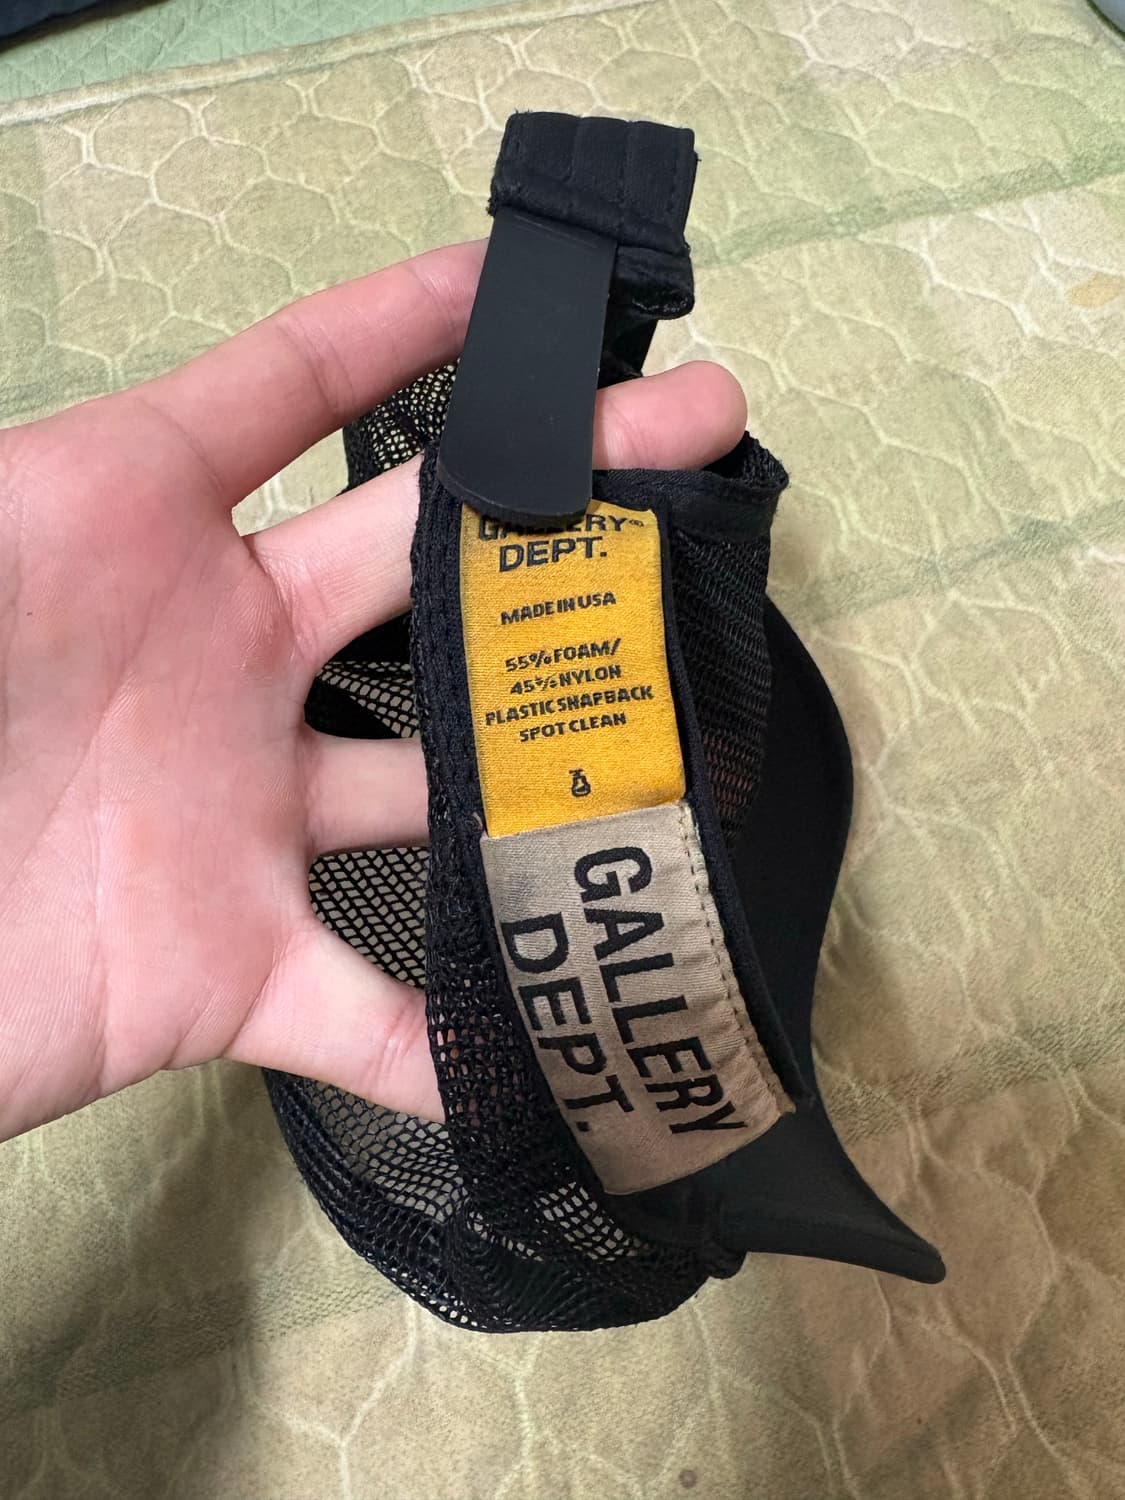 GALLERY®
DEPT.
MADE IN USA
55% FOAM/
45% NYLON
PLASTIC SNAPBACK
SPOT CLEAN
GALLERY
DEPT.